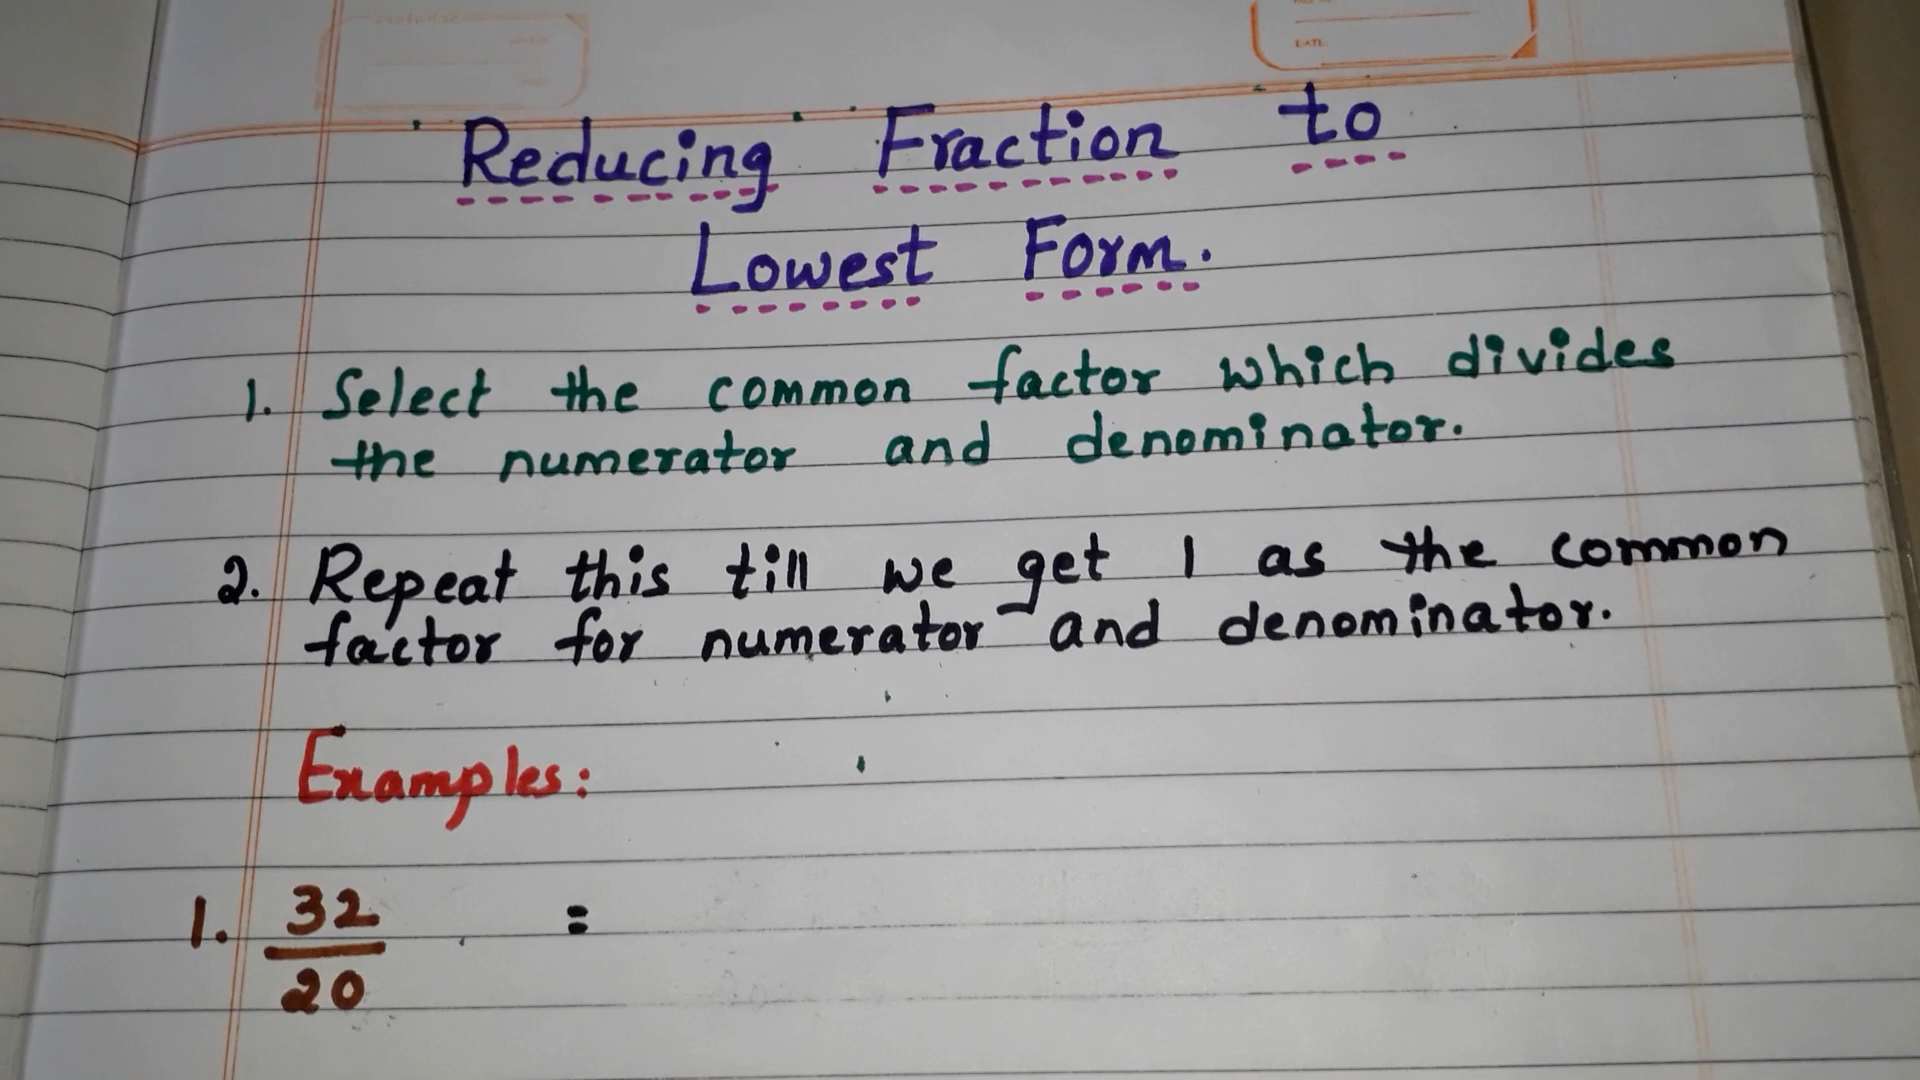 DATE
Reducing Fraction to
Lowest Form.
1. Select the common factor which divides
the numerator and denominator.
2. Repeat this till we get 1 as the common
factor for numerator and denominator.
Examples:
1. 32/20 =